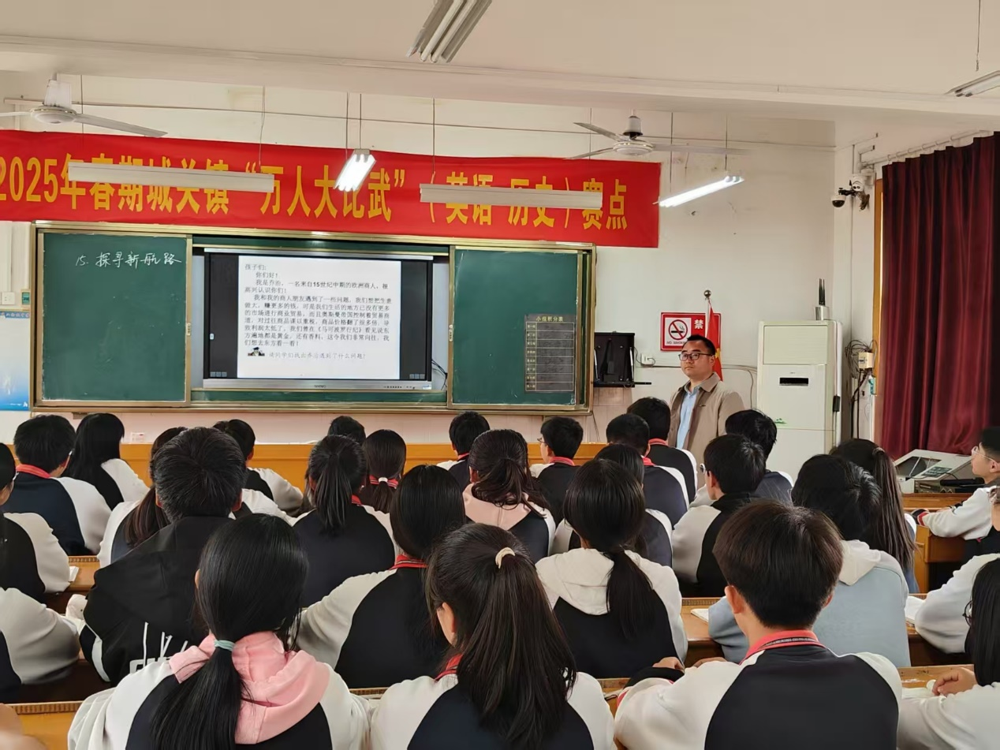 2025年春期城关镇“万人大比武”（英语 历史）赛点
15. 探寻新航路
孩子们：
你们好！
我是乔治，一名来自15世纪中期的欧洲商人，很
高兴认识你们！
我和我的商人朋友遇到了一些问题，我们想把生意
做大，赚更多的钱，可是我们生活的地方已没有更多
的市场进行商业贸易，而且奥斯曼帝国控制着贸易商
道，对过往商品课以重税，商品价格翻了很多倍，导
致利润太低了，我们曾在《马可波罗行纪》看见说东
方遍地都是黄金，还有香料，这令我们非常向往，我
们想去东方看一看！
请同学们找出乔治遇到了什么问题？
小组积分表
禁